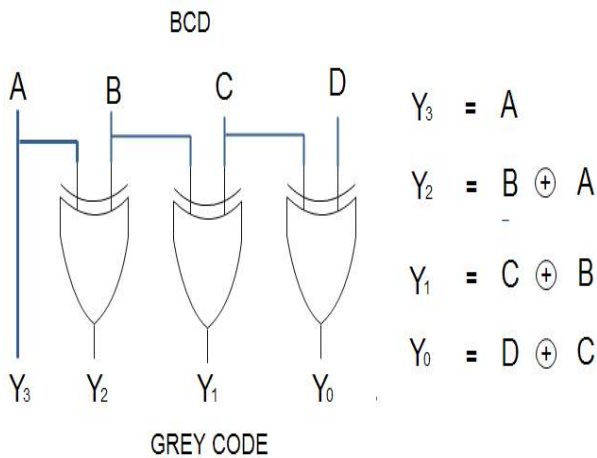 BCD
A B C D
Y3 Y2 Y1 Y0
GREY CODE
Y3 = A
Y2 = B ⊕ A
Y1 = C ⊕ B
Y0 = D ⊕ C